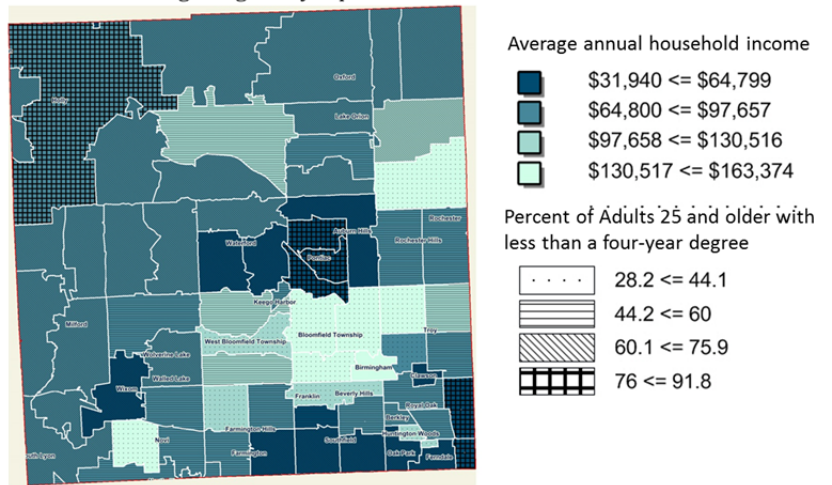 Average annual household income
$31,940 <= $64,799
$64,800 <= $97,657
$97,658 <= $130,516
$130,517 <= $163,374
Percent of Adults 25 and older with
less than a four-year degree
28.2 <= 44.1
44.2 <= 60
60.1 <= 75.9
76 <= 91.8
Oxford
Holly
Lake Orion
Rochester
Auburn Hills
Waterford
Rochester Hills
Pontiac
Keego Harbor
Milford
Troy
West Bloomfield Township
Bloomfield Township
Wolverine Lake
Birmingham
Walled Lake
Clawson
Wixom
Franklin
Beverly Hills
Royal Oak
Berkley
Farmington Hills
Huntington Woods
Novi
Southfield
Farmington
Oak Park
Ferndale
uth Lyon